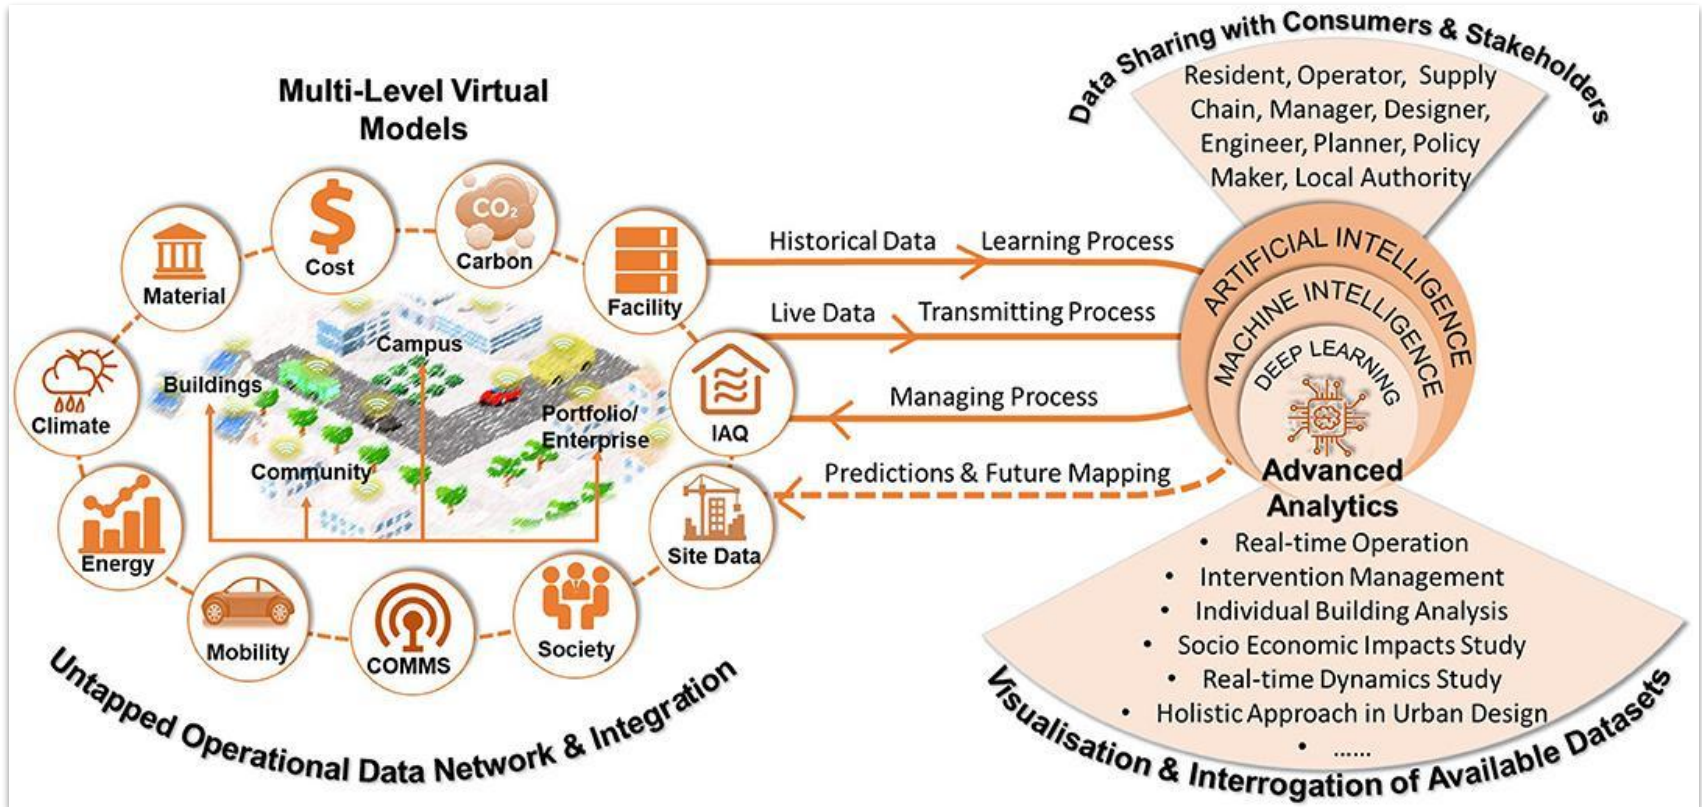 Multi-Level Virtual
Models
Material
Cost
CO₂
Carbon
Facility
Climate
Buildings
Campus
Portfolio/
Enterprise
Community
IAQ
Energy
Mobility
COMMS
Society
Site Data
Untapped Operational Data Network & Integration
Historical Data
Learning Process
Live Data
Transmitting Process
Managing Process
Predictions & Future Mapping
Data Sharing with Consumers & Stakeholders
Resident, Operator, Supply
Chain, Manager, Designer,
Engineer, Planner, Policy
Maker, Local Authority
ARTIFICIAL INTELLIGENCE
MACHINE INTELLIGENCE
DEEP LEARNING
Advanced
Analytics
• Real-time Operation
• Intervention Management
• Individual Building Analysis
• Socio Economic Impacts Study
• Real-time Dynamics Study
• Holistic Approach in Urban Design
• ......
Visualisation & Interrogation of Available Datasets